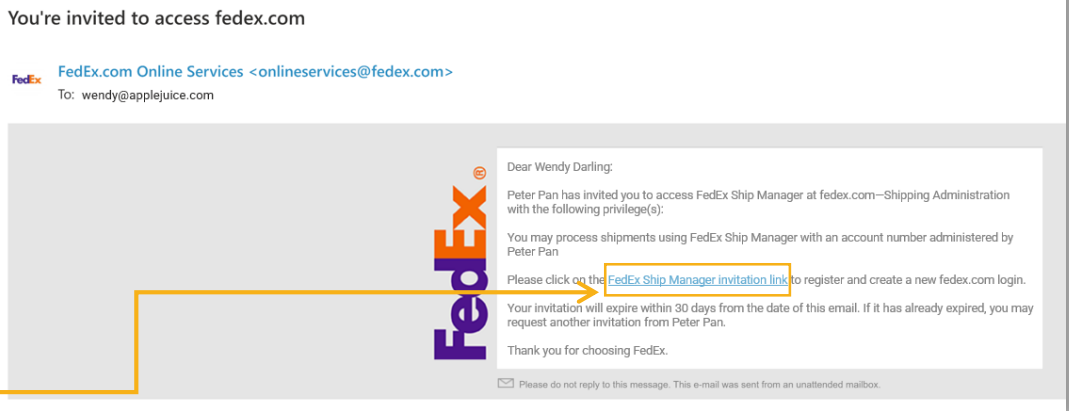 You're invited to access fedex.com
FedEx
FedEx.com Online Services <onlineservices@fedex.com>
To: wendy@applejuice.com
FedEx®
Dear Wendy Darling:
Peter Pan has invited you to access FedEx Ship Manager at fedex.com—Shipping Administration
with the following privilege(s):
You may process shipments using FedEx Ship Manager with an account number administered by
Peter Pan
Please click on the FedEx Ship Manager invitation link to register and create a new fedex.com login.
Your invitation will expire within 30 days from the date of this email. If it has already expired, you may
request another invitation from Peter Pan.
Thank you for choosing FedEx.
Please do not reply to this message. This e-mail was sent from an unattended mailbox.